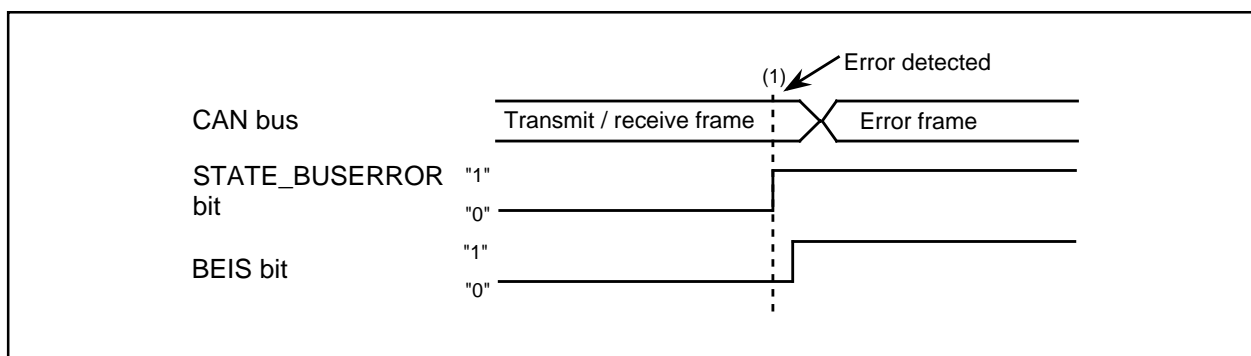 Error detected
(1)
CAN bus
Transmit / receive frame
Error frame
STATE_BUSERROR
bit
"1"
"0"
BEIS bit
"1"
"0"